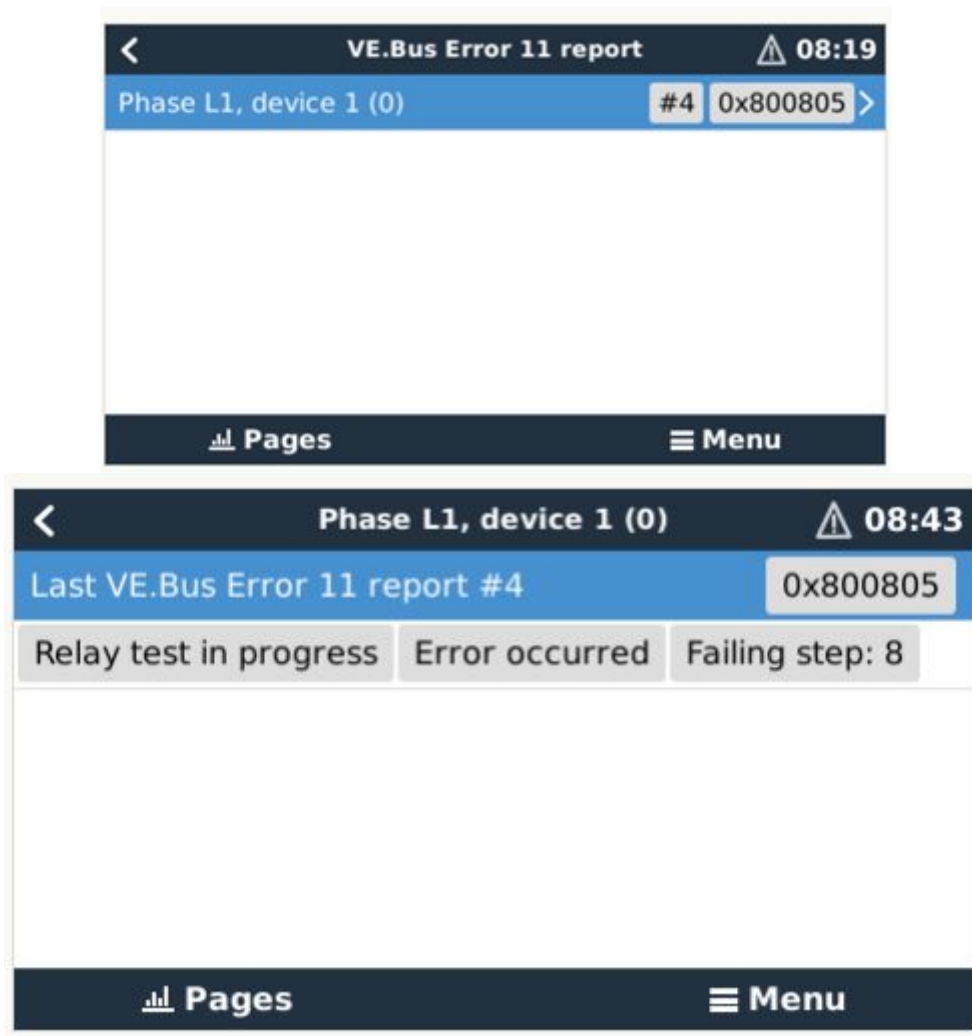 VE.Bus Error 11 report 08:19
Phase L1, device 1 (0) #4 0x800805
Pages Menu
Phase L1, device 1 (0) 08:43
Last VE.Bus Error 11 report #4 0x800805
Relay test in progress Error occurred Failing step: 8
Pages Menu